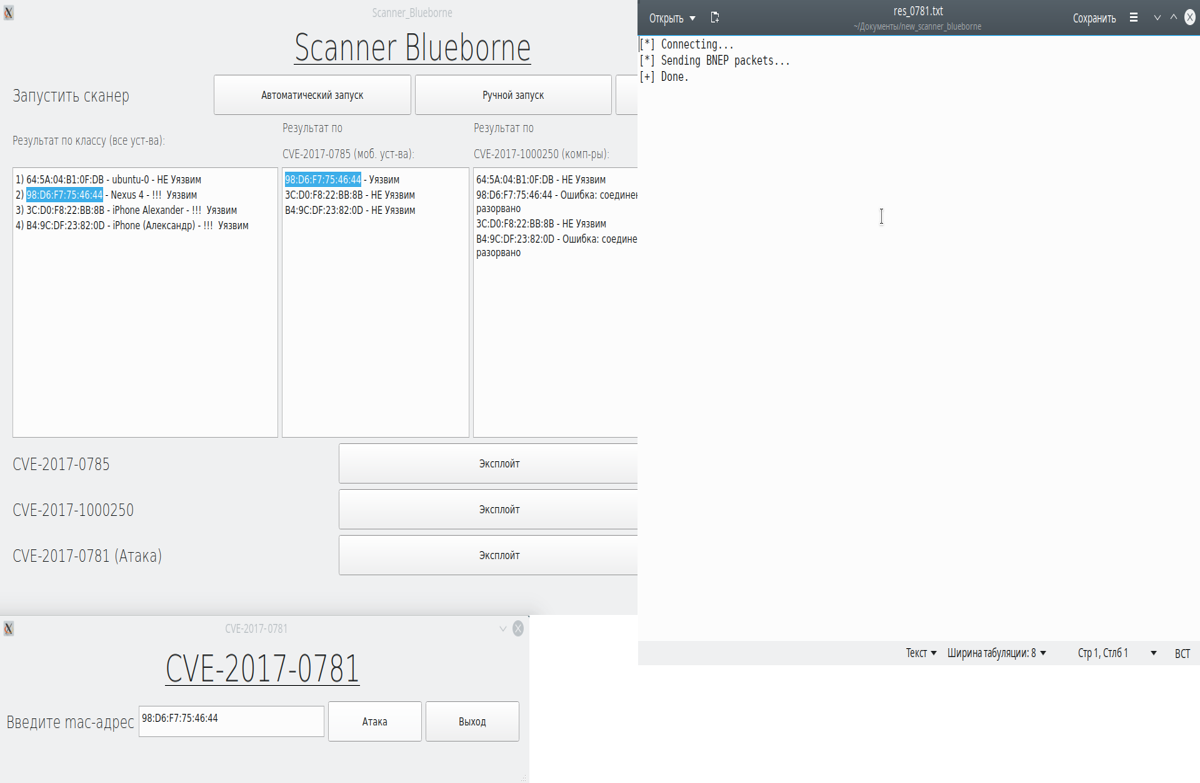 Scanner_Blueborne
Scanner Blueborne
Запустить сканер
Автоматический запуск
Ручной запуск
Результат по классу (все уст-ва):
Результат по
CVE-2017-0785 (моб. уст-ва):
Результат по
CVE-2017-1000250 (комп-ры):
1) 64:5A:04:B1:0F:DB - ubuntu-0 - НЕ Уязвим
2) 98:D6:F7:75:46:44 - Nexus 4 - !!! Уязвим
3) 3C:D0:F8:22:BB:8B - iPhone Alexander - !!! Уязвим
4) B4:9C:DF:23:82:0D - iPhone (Александр) - !!! Уязвим
98:D6:F7:75:46:44 - Уязвим
3C:D0:F8:22:BB:8B - НЕ Уязвим
B4:9C:DF:23:82:0D - НЕ Уязвим
64:5A:04:B1:0F:DB - НЕ Уязвим
98:D6:F7:75:46:44 - Ошибка: соедине
разорвано
3C:D0:F8:22:BB:8B - НЕ Уязвим
B4:9C:DF:23:82:0D - Ошибка: соедине
разорвано
CVE-2017-0785
Эксплойт
CVE-2017-1000250
Эксплойт
CVE-2017-0781 (Атака)
Эксплойт
CVE-2017-0781
CVE-2017-0781
Введите mac-адрес
98:D6:F7:75:46:44
Атака
Выход
Открыть
res_0781.txt
~/Документы/new_scanner_blueborne
Сохранить
[*] Connecting...
[*] Sending BNEP packets...
[+] Done.
Текст
Ширина табуляции: 8
Стр 1, Стлб 1
ВСТ